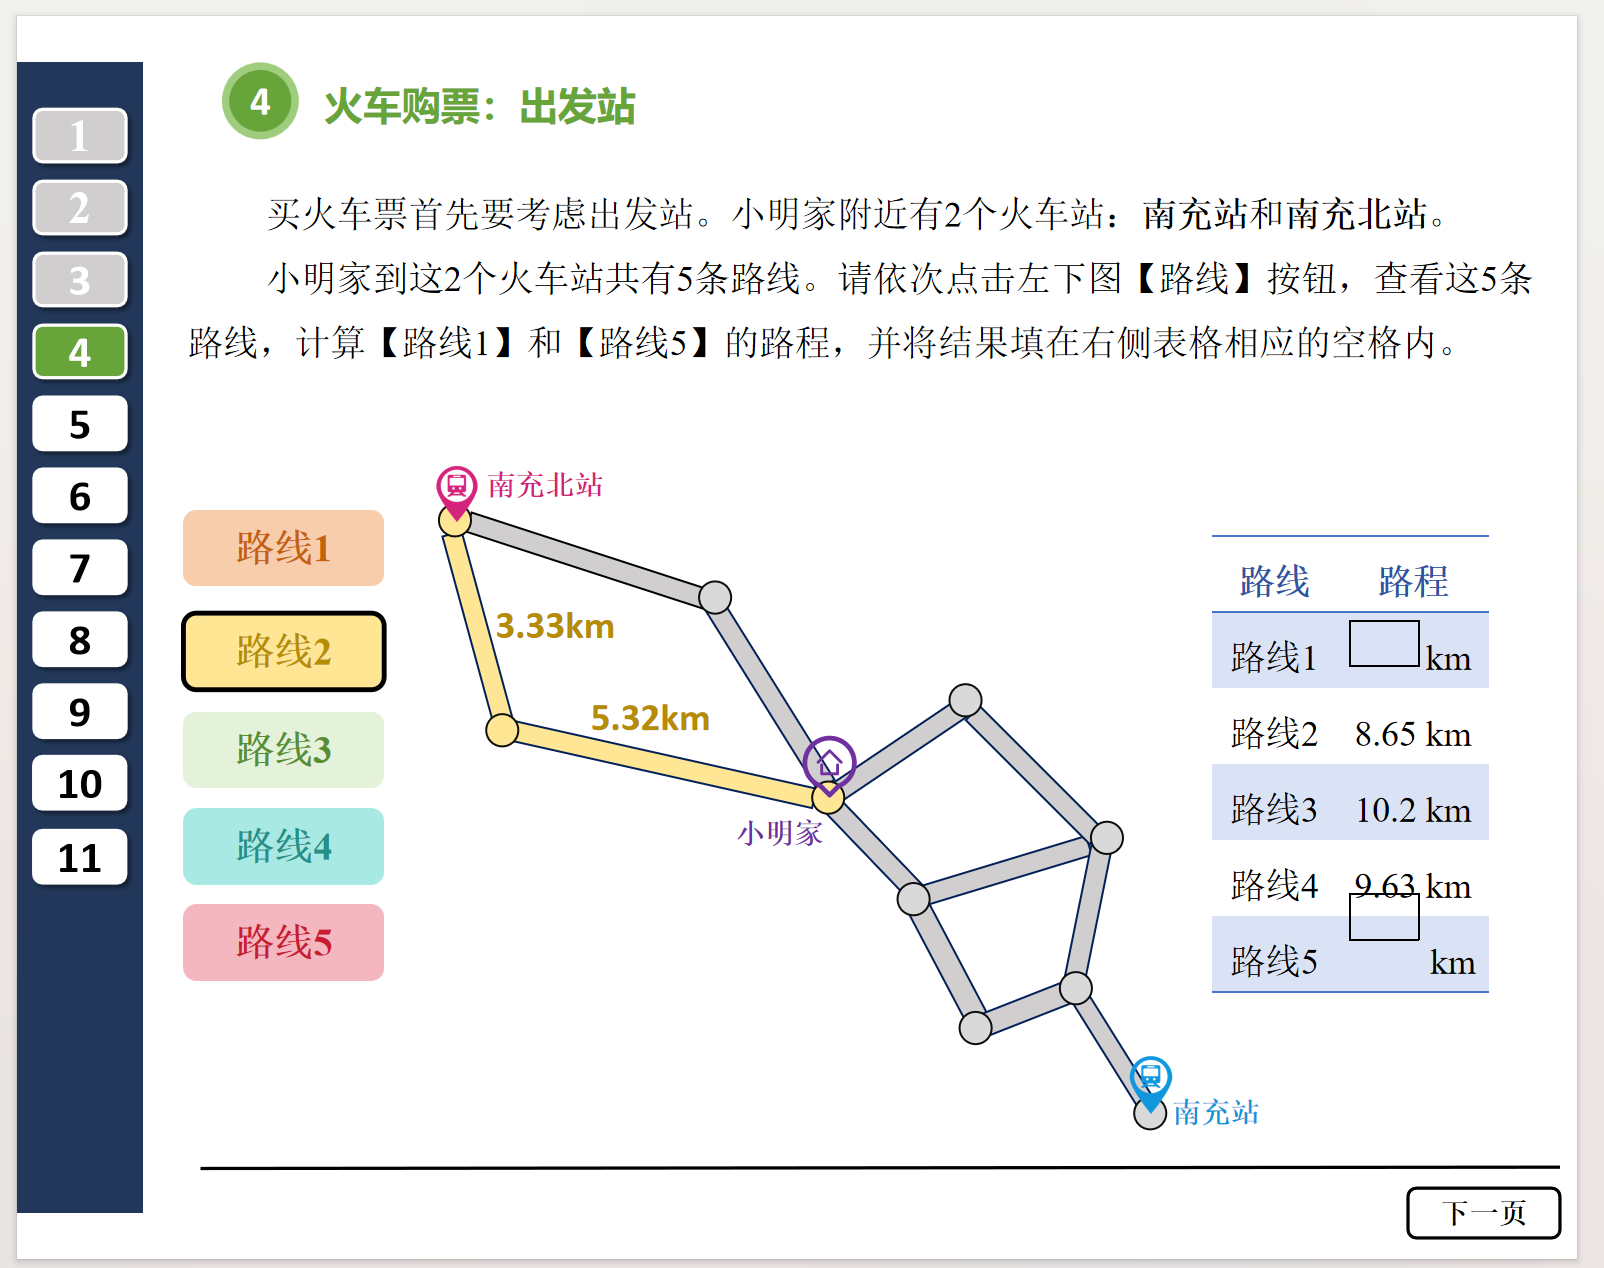 4 火车购票：出发站
买火车票首先要考虑出发站。小明家附近有2个火车站：南充站和南充北站。
小明家到这2个火车站共有5条路线。请依次点击左下图【路线】按钮，查看这5条
路线，计算【路线1】和【路线5】的路程，并将结果填在右侧表格相应的空格内。
1
2
3
4
5
6
7
8
9
10
11
路线1
路线2
路线3
路线4
路线5
南充北站
3.33km
5.32km
小明家
南充站
路线 路程
路线1 km
路线2 8.65 km
路线3 10.2 km
路线4 9.63 km
路线5 km
下一页